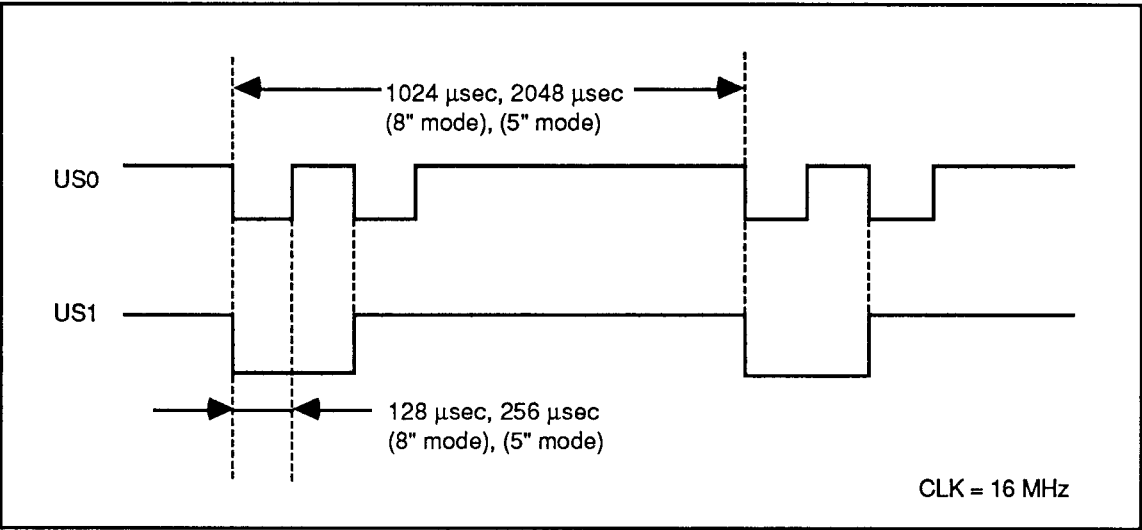 1024 μsec, 2048 μsec
(8" mode), (5" mode)
US0
US1
128 μsec, 256 μsec
(8" mode), (5" mode)
CLK = 16 MHz